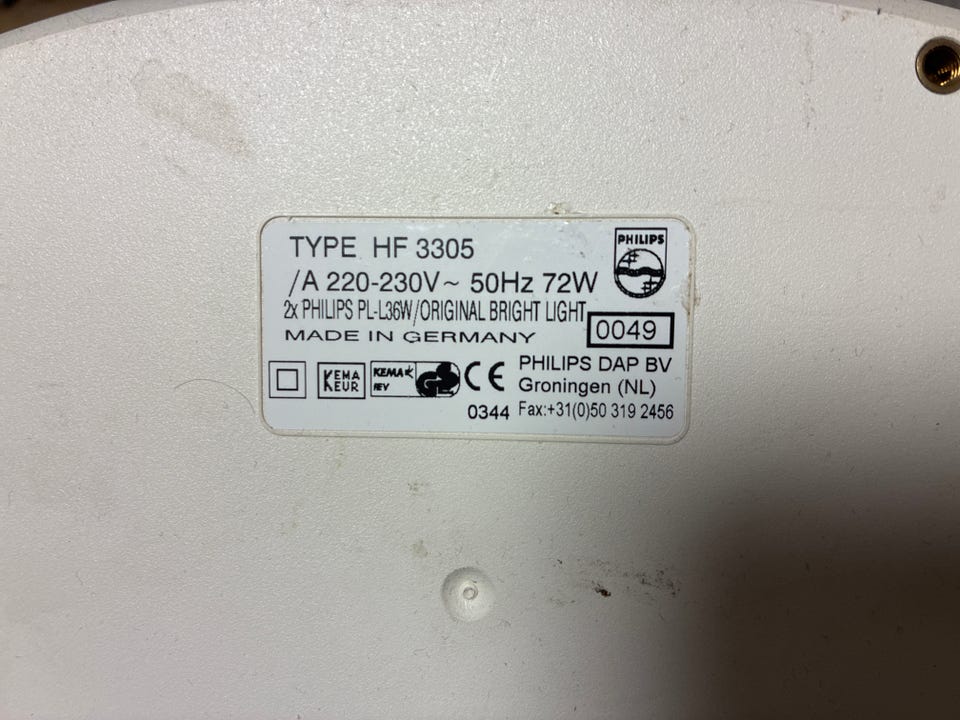 TYPE HF 3305
PHILIPS
/A 220-230V~ 50Hz 72W
2x PHILIPS PL-L36W/ORIGINAL BRIGHT LIGHT
0049
MADE IN GERMANY
KEMA KEUR
KEMA
GS
CE
PHILIPS DAP BV
Groningen (NL)
0344 Fax:+31(0)50 319 2456